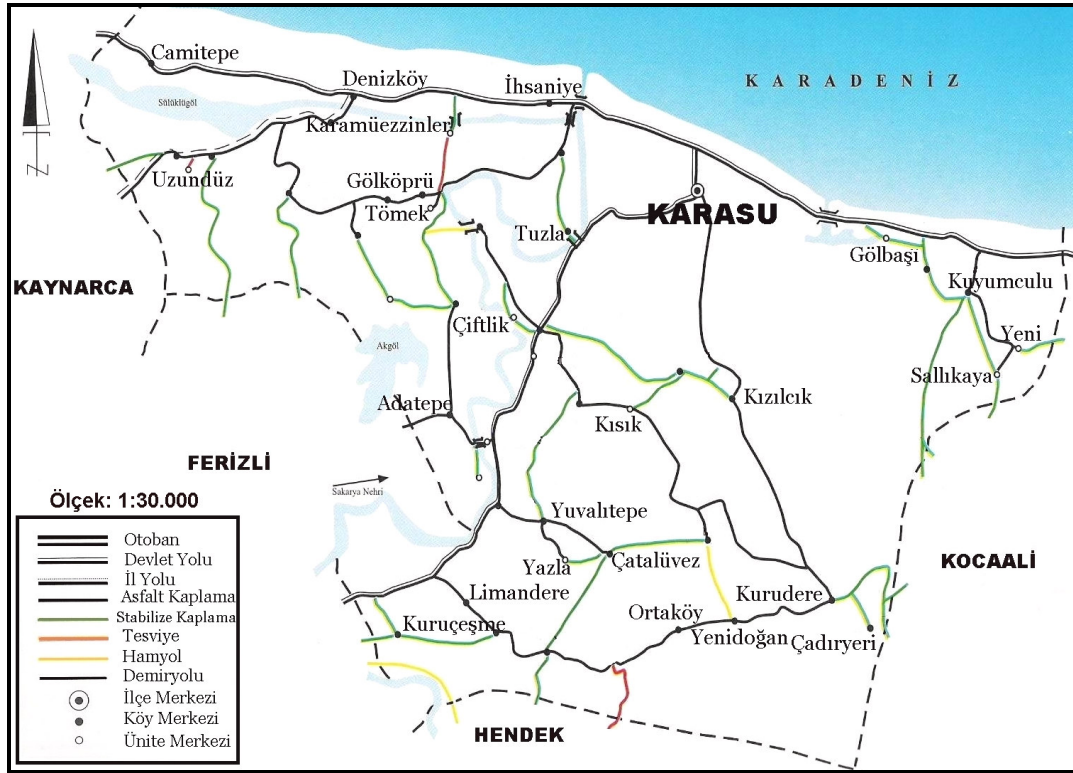 Camitepe
Denizköy
İhsaniye
KARADENİZ
Sülüklügöl
Karamüezzinler
Uzundüz
Gölköprü
Tömek
KARASU
Tuzla
Gölbaşi
KAYNARCA
Kuyumculu
Çiftlik
Yeni
Akgöl
Sallıkaya
Adatepe
Kızılcık
Kısık
FERİZLİ
Sakarya Nehri
Yuvalıtepe
Yazla
Çatalüvez
KOCAALİ
Limandere
Kurudere
Ortaköy
Kuruçeşme
Yenidoğan
Çadıryeri
HENDEK
Z
Ölçek: 1:30.000
Otoban
Devlet Yolu
İl Yolu
Asfalt Kaplama
Stabilize Kaplama
Tesviye
Hamyol
Demiryolu
İlçe Merkezi
Köy Merkezi
Ünite Merkezi